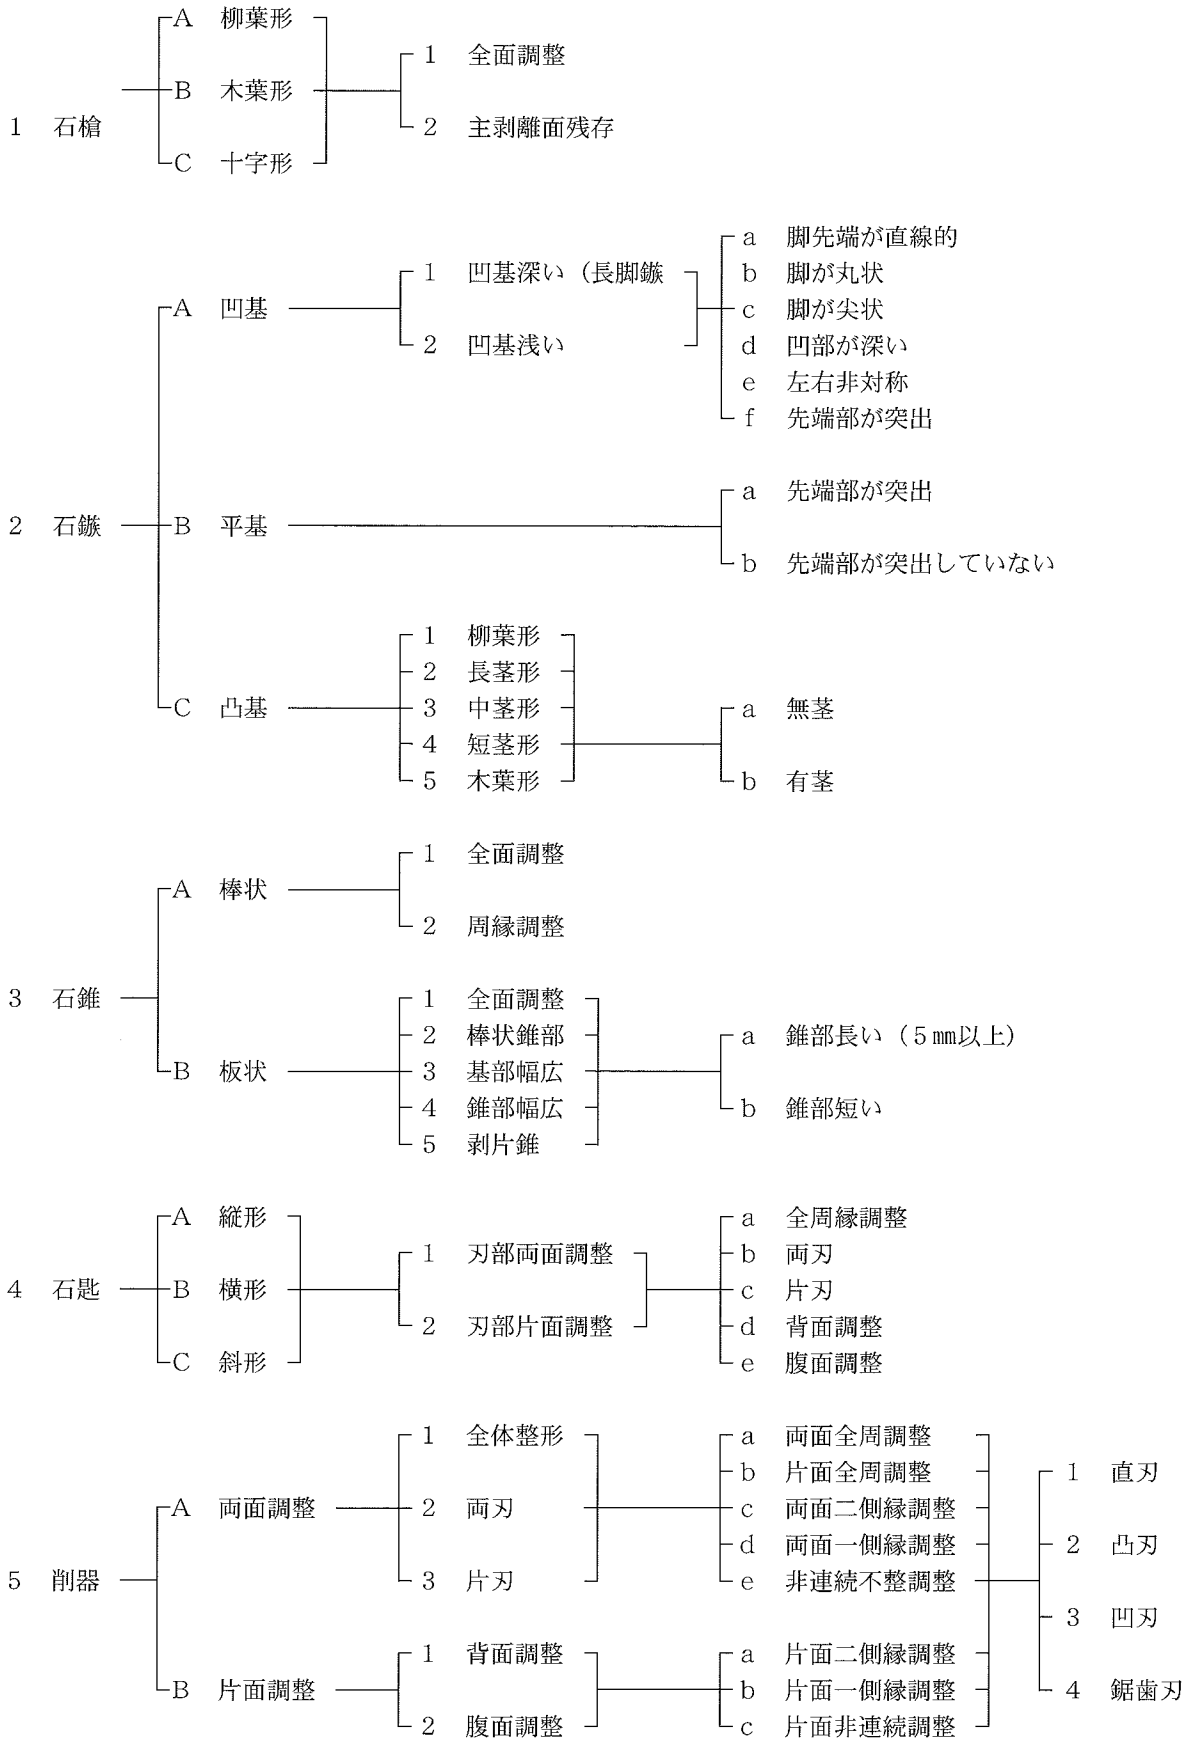 A 柳葉形
1 全面調整
B 木葉形
1 石槍
2 主剥離面残存
C 十字形
a 脚先端が直線的
1 凹基深い（長脚鏃
b 脚が丸状
A 凹基
c 脚が尖状
2 凹基浅い
d 凹部が深い
e 左右非対称
f 先端部が突出
a 先端部が突出
2 石鏃
B 平基
b 先端部が突出していない
1 柳葉形
2 長茎形
C 凸基
3 中茎形
a 無茎
4 短茎形
5 木葉形
b 有茎
1 全面調整
A 棒状
2 周縁調整
3 石錐
1 全面調整
2 棒状錐部
a 錐部長い（５㎜以上）
B 板状
3 基部幅広
4 錐部幅広
b 錐部短い
5 剥片錐
A 縦形
a 全周縁調整
1 刃部両面調整
b 両刃
4 石匙
B 横形
c 片刃
2 刃部片面調整
d 背面調整
C 斜形
e 腹面調整
1 全体整形
a 両面全周調整
b 片面全周調整
1 直刃
A 両面調整
2 両刃
c 両面二側縁調整
d 両面一側縁調整
2 凸刃
5 削器
3 片刃
e 非連続不整調整
3 凹刃
1 背面調整
a 片面二側縁調整
B 片面調整
b 片面一側縁調整
4 鋸歯刃
2 腹面調整
c 片面非連続調整